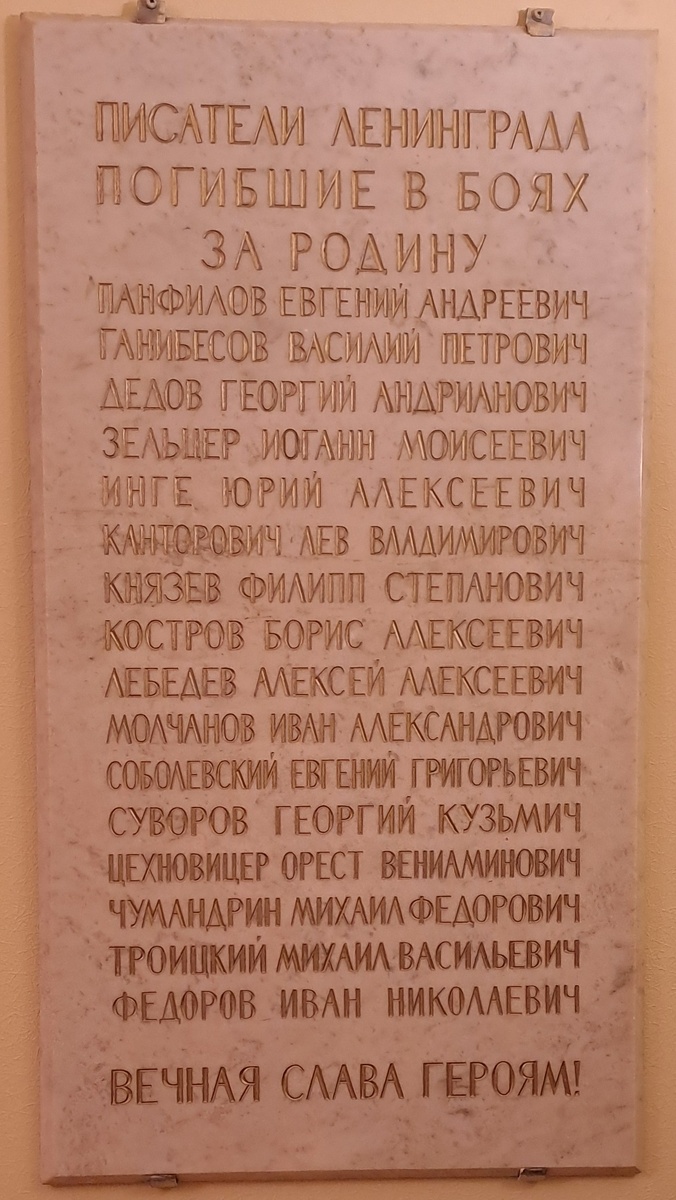 ПИСАТЕЛИ ЛЕНИНГРАДА
ПОГИБШИЕ В БОЯХ
ЗА РОДИНУ
ПАНФИЛОВ ЕВГЕНИЙ АНДРЕЕВИЧ
ГАНИБЕСОВ ВАСИЛИЙ ПЕТРОВИЧ
ДЕДОВ ГЕОРГИЙ АНДРИАНОВИЧ
ЗЕЛЬЦЕР ИОГАНН МОИСЕЕВИЧ
ИНГЕ ЮРИЙ АЛЕКСЕЕВИЧ
КАНТОРОВИЧ ЛЕВ ВЛАДИМИРОВИЧ
КНЯЗЕВ ФИЛИПП СТЕПАНОВИЧ
КОСТРОВ БОРИС АЛЕКСЕЕВИЧ
ЛЕБЕДЕВ АЛЕКСЕЙ АЛЕКСЕЕВИЧ
МОЛЧАНОВ ИВАН АЛЕКСАНДРОВИЧ
СОБОЛЕВСКИЙ ЕВГЕНИЙ ГРИГОРЬЕВИЧ
СУВОРОВ ГЕОРГИЙ КУЗЬМИЧ
ЦЕХНОВИЦЕР ОРЕСТ ВЕНИАМИНОВИЧ
ЧУМАНДРИН МИХАИЛ ФЕДОРОВИЧ
ТРОИЦКИЙ МИХАИЛ ВАСИЛЬЕВИЧ
ФЕДОРОВ ИВАН НИКОЛАЕВИЧ
ВЕЧНАЯ СЛАВА ГЕРОЯМ!